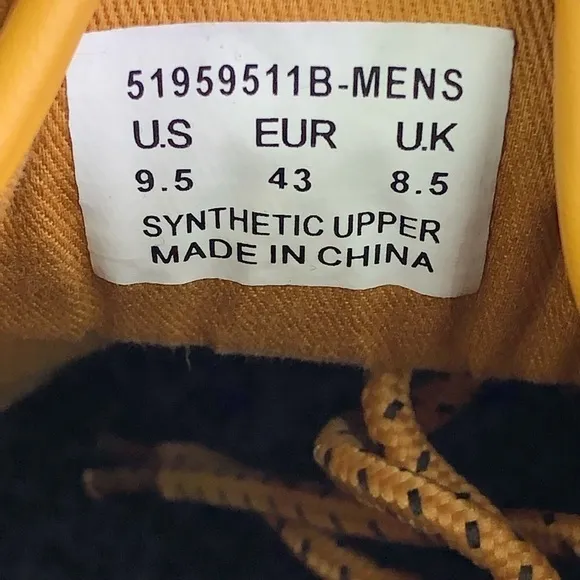 51959511B-MENS
U.S EUR U.K
9.5 43 8.5
SYNTHETIC UPPER
MADE IN CHINA